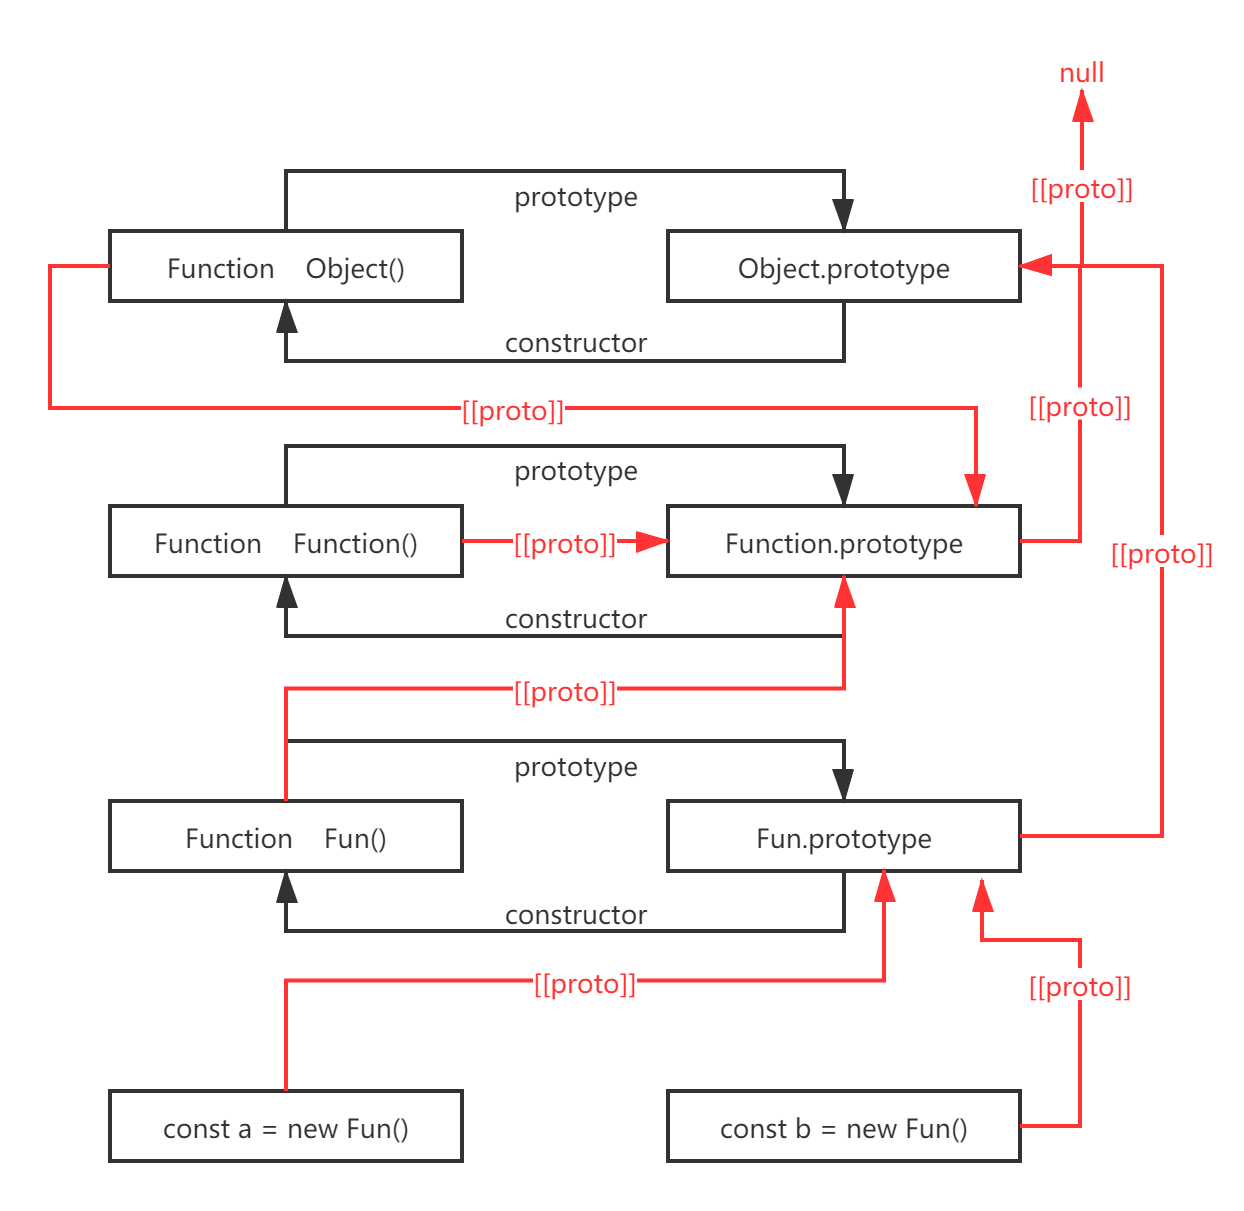 null
[[proto]]
prototype
Function Object()
Object.prototype
constructor
[[proto]]
[[proto]]
prototype
Function Function()
[[proto]]
Function.prototype
[[proto]]
constructor
[[proto]]
prototype
Function Fun()
Fun.prototype
constructor
[[proto]]
[[proto]]
const a = new Fun()
const b = new Fun()